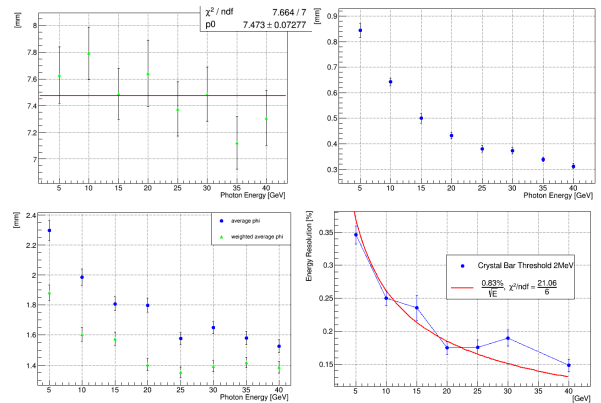 [mm]
χ² / ndf 7.664 / 7
p0 7.473 ± 0.07277
8
7.8
7.6
7.4
7.2
7
5 10 15 20 25 30 35 40
Photon Energy [GeV]
[mm]
0.9
0.8
0.7
0.6
0.5
0.4
0.3
5 10 15 20 25 30 35 40
Photon Energy [GeV]
[mm]
2.4
2.2
2
1.8
1.6
1.4
average phi
weighted average phi
5 10 15 20 25 30 35 40
Photon Energy [GeV]
Energy Resolution [%]
0.35
0.3
0.25
0.2
0.15
Crystal Bar Threshold 2MeV
0.83%/√E, χ²/ndf = 21.06/6
5 10 15 20 25 30 35 40
[GeV]